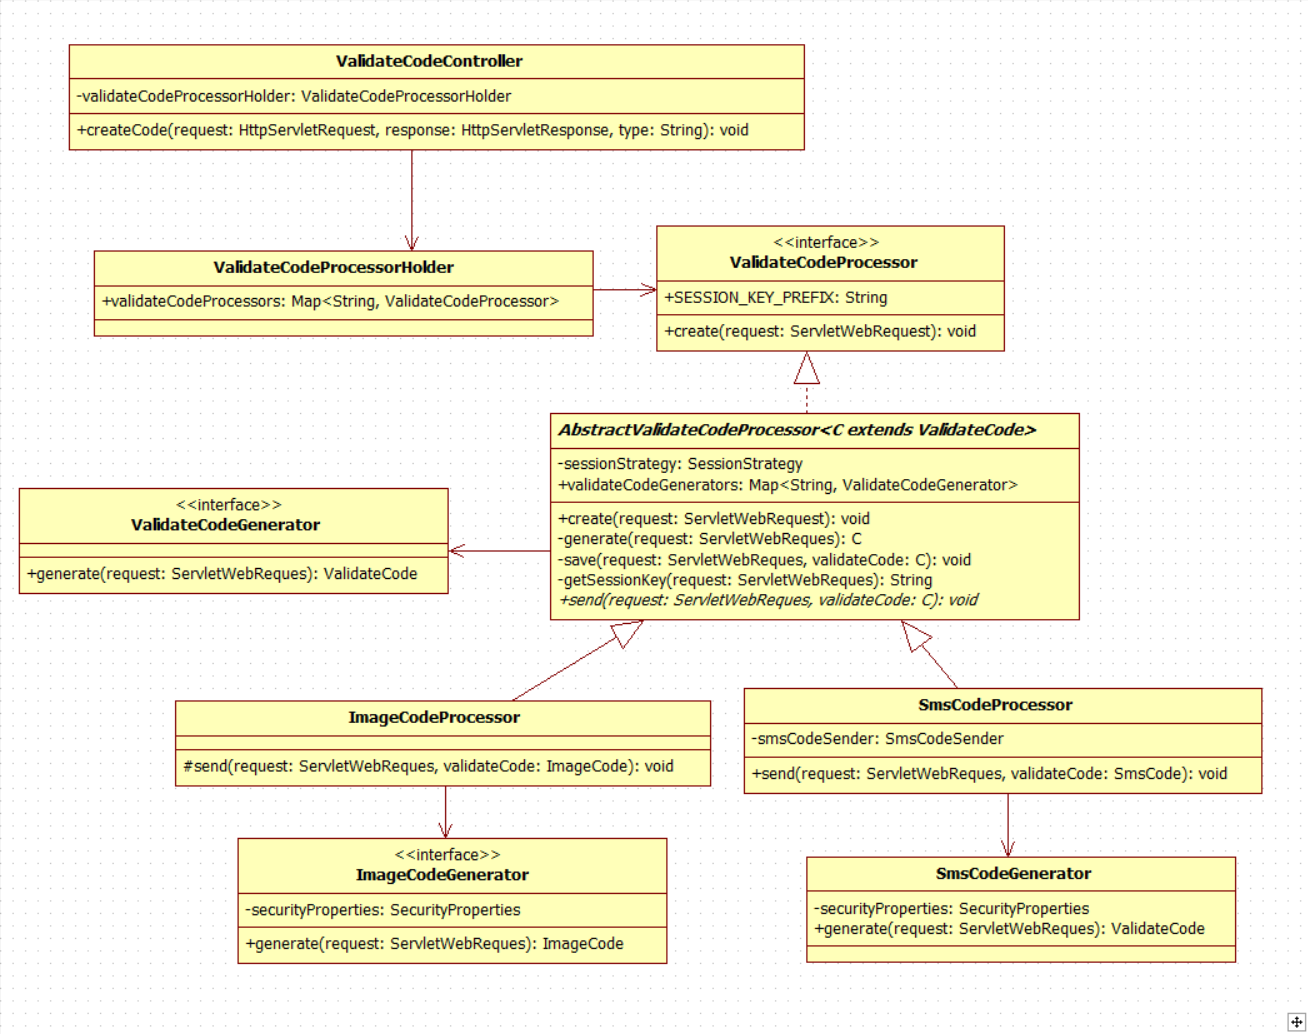 ValidateCodeController
-validateCodeProcessorHolder: ValidateCodeProcessorHolder
+createCode(request: HttpServletRequest, response: HttpServletResponse, type: String): void
ValidateCodeProcessorHolder
+validateCodeProcessors: Map<String, ValidateCodeProcessor>
<<interface>>
ValidateCodeProcessor
+SESSION_KEY_PREFIX: String
+create(request: ServletWebRequest): void
AbstractValidateCodeProcessor<C extends ValidateCode>
-sessionStrategy: SessionStrategy
+validateCodeGenerators: Map<String, ValidateCodeGenerator>
+create(request: ServletWebRequest): void
-generate(request: ServletWebReques): C
-save(request: ServletWebReques, validateCode: C): void
-getSessionKey(request: ServletWebReques): String
+send(request: ServletWebReques, validateCode: C): void
<<interface>>
ValidateCodeGenerator
+generate(request: ServletWebReques): ValidateCode
ImageCodeProcessor
#send(request: ServletWebReques, validateCode: ImageCode): void
SmsCodeProcessor
-smsCodeSender: SmsCodeSender
+send(request: ServletWebReques, validateCode: SmsCode): void
<<interface>>
ImageCodeGenerator
-securityProperties: SecurityProperties
+generate(request: ServletWebReques): ImageCode
SmsCodeGenerator
-securityProperties: SecurityProperties
+generate(request: ServletWebReques): ValidateCode